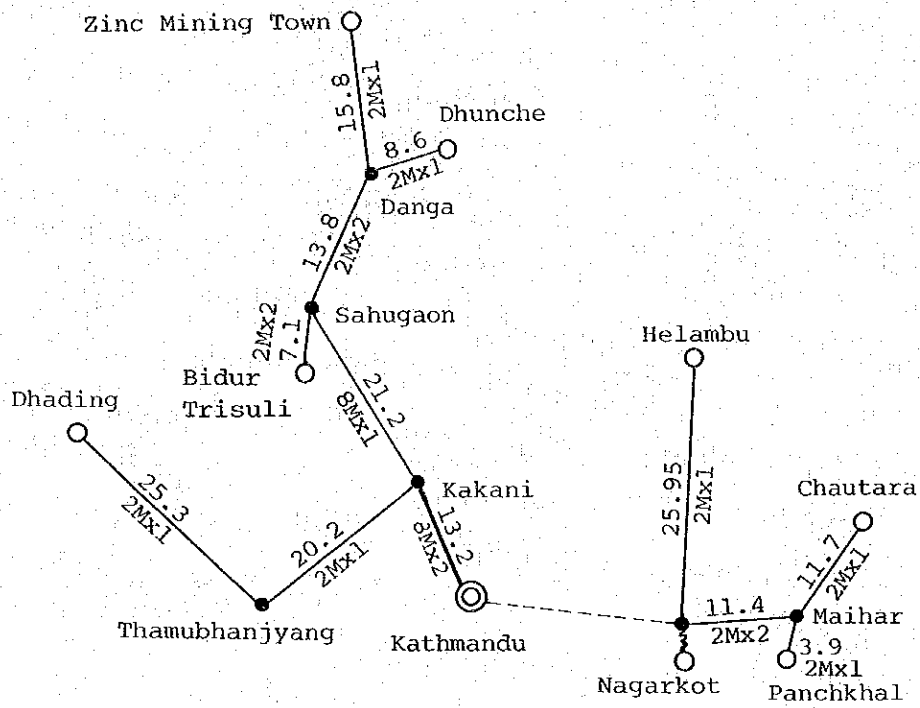 Zinc Mining Town
15.8
2Mx1
Dhunche
8.6
2Mx1
Danga
13.8
2Mx2
Sahugaon
2Mx2
7.1
Bidur
Trisuli
Helambu
Dhading
21.2
8Mx1
25.3
2Mx1
Kakani
25.95
2Mx1
Chautara
20.2
2Mx1
13.2
8Mx2
11.7
2Mx1
11.4
2Mx2
Maihar
Thamubhanjyang
Kathmandu
3.9
2Mx1
Nagarkot
Panchkhal